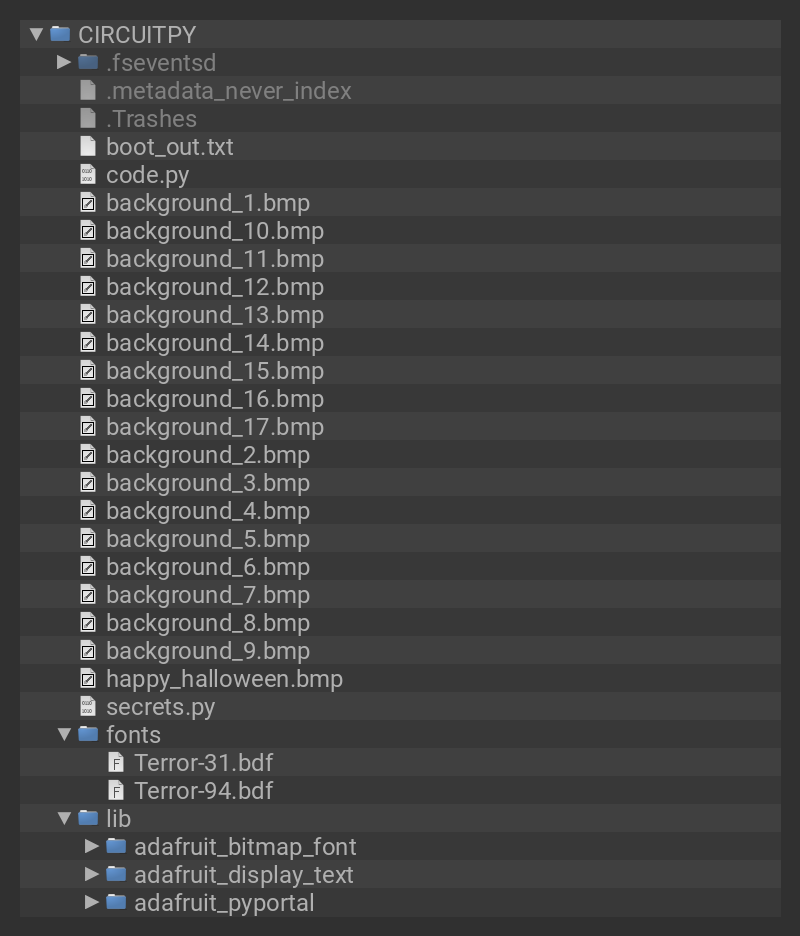 CIRCUITPY
.fseventsd
.metadata_never_index
.Trashes
boot_out.txt
code.py
background_1.bmp
background_10.bmp
background_11.bmp
background_12.bmp
background_13.bmp
background_14.bmp
background_15.bmp
background_16.bmp
background_17.bmp
background_2.bmp
background_3.bmp
background_4.bmp
background_5.bmp
background_6.bmp
background_7.bmp
background_8.bmp
background_9.bmp
happy_halloween.bmp
secrets.py
fonts
Terror-31.bdf
Terror-94.bdf
lib
adafruit_bitmap_font
adafruit_display_text
adafruit_pyportal